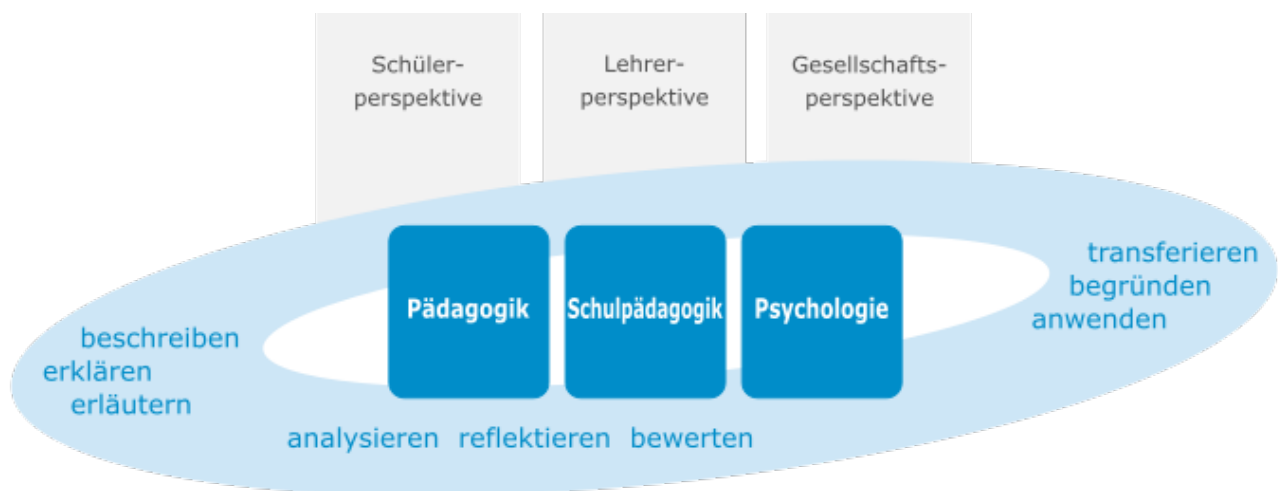 Schüler-
perspektive
Lehrer-
perspektive
Gesellschafts-
perspektive
Pädagogik
Schulpädagogik
Psychologie
beschreiben
erklären
erläutern
analysieren reflektieren bewerten
transferieren
begründen
anwenden